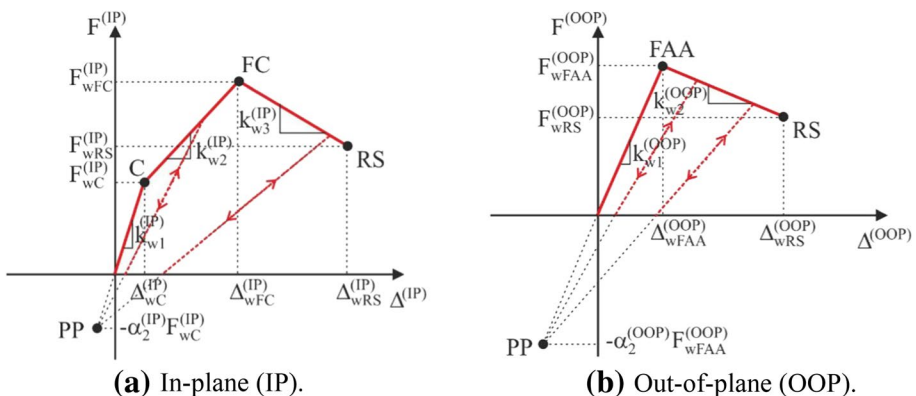 F(IP)
FC
F(IP)wFC
k(IP)w3
F(IP)wRS
k(IP)w2
RS
C
F(IP)wC
k(IP)w1
Δ(IP)wC
Δ(IP)wFC
Δ(IP)wRS
Δ(IP)
PP
-α2(IP)F(IP)wC
(a) In-plane (IP).
F(OOP)
FAA
F(OOP)wFAA
k(OOP)w2
F(OOP)wRS
RS
k(OOP)w1
Δ(OOP)wFAA
Δ(OOP)wRS
Δ(OOP)
PP
-α2(OOP)F(OOP)wFAA
(b) Out-of-plane (OOP).